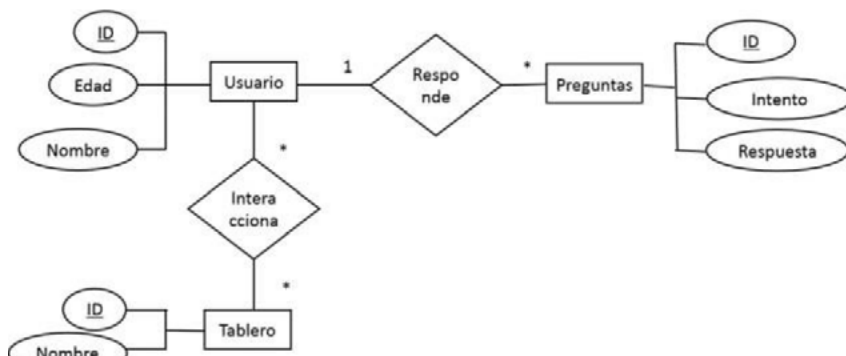 ID
Edad
Nombre
Usuario
1
Respo
nde
*
Preguntas
ID
Intento
Respuesta
*
Intera
cciona
*
ID
Nombre
Tablero